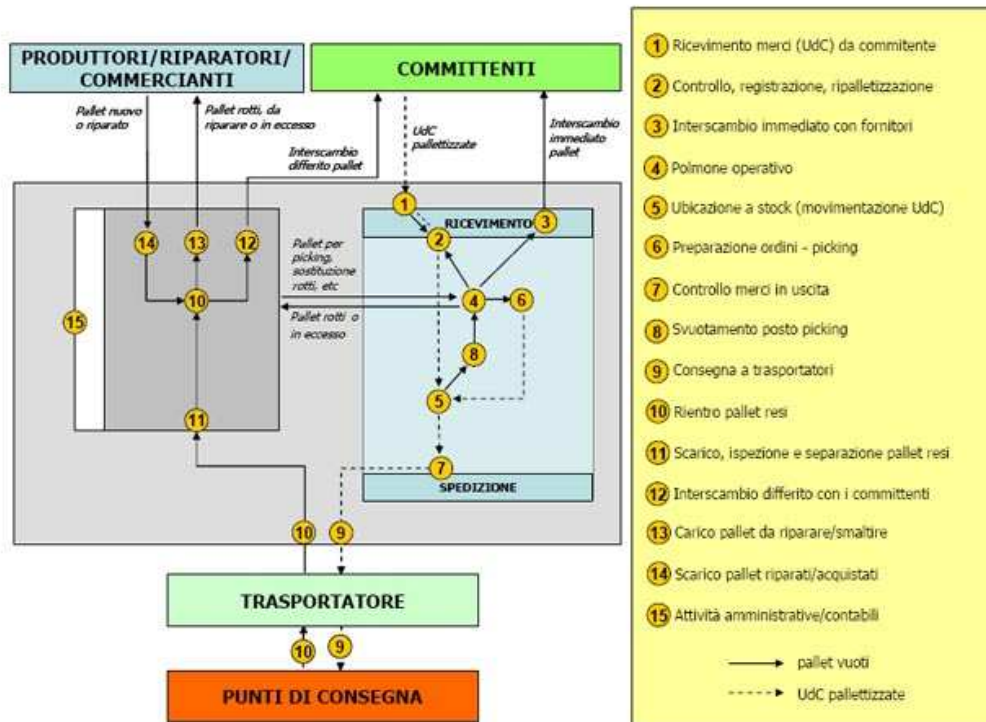 PRODUTTORI/RIPARATORI/
COMMERCIANTI
COMMITTENTI
Pallet nuovo
o riparato
Pallet rotti, da
riparare o in eccesso
Interscambio
differito pallet
UdC
pallettizzate
Interscambio
immediato
pallet
1
RICEVIMENTO
3
2
14
13
12
Pallet per
picking,
sostituzione
rotti, etc
10
4
6
15
Pallet rotti o
in eccesso
8
5
11
7
SPEDIZIONE
10
9
TRASPORTATORE
10
9
PUNTI DI CONSEGNA
1 Ricevimento merci (UdC) da commitente
2 Controllo, registrazione, ripalletizzazione
3 Interscambio immediato con fornitori
4 Polmone operativo
5 Ubicazione a stock (movimentazione UdC)
6 Preparazione ordini - picking
7 Controllo merci in uscita
8 Svuotamento posto picking
9 Consegna a trasportatori
10 Rientro pallet resi
11 Scarico, ispezione e separazione pallet resi
12 Interscambio differito con i committenti
13 Carico pallet da riparare/smaltire
14 Scarico pallet riparati/acquistati
15 Attività amministrative/contabili
pallet vuoti
UdC pallettizzate